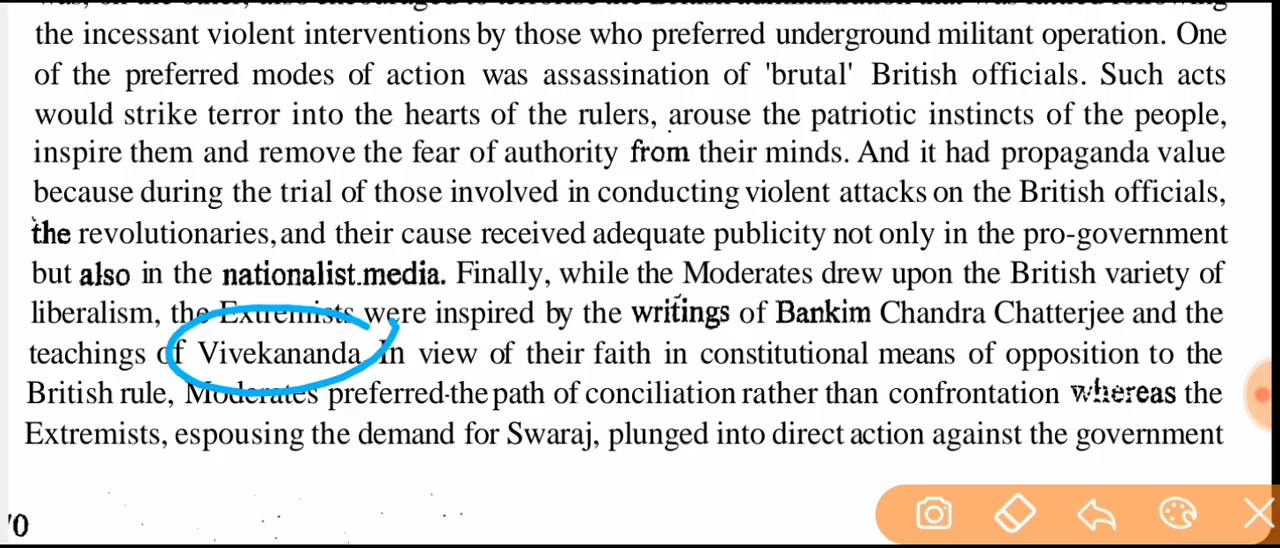 the incessant violent interventions by those who preferred underground militant operation. One
of the preferred modes of action was assassination of 'brutal' British officials. Such acts
would strike terror into the hearts of the rulers, arouse the patriotic instincts of the people,
inspire them and remove the fear of authority from their minds. And it had propaganda value
because during the trial of those involved in conducting violent attacks on the British officials,
the revolutionaries, and their cause received adequate publicity not only in the pro-government
but also in the nationalist.media. Finally, while the Moderates drew upon the British variety of
liberalism, the Extremists were inspired by the writings of Bankim Chandra Chatterjee and the
teachings of Vivekananda. In view of their faith in constitutional means of opposition to the
British rule, Moderates preferred-the path of conciliation rather than confrontation whereas the
Extremists, espousing the demand for Swaraj, plunged into direct action against the government